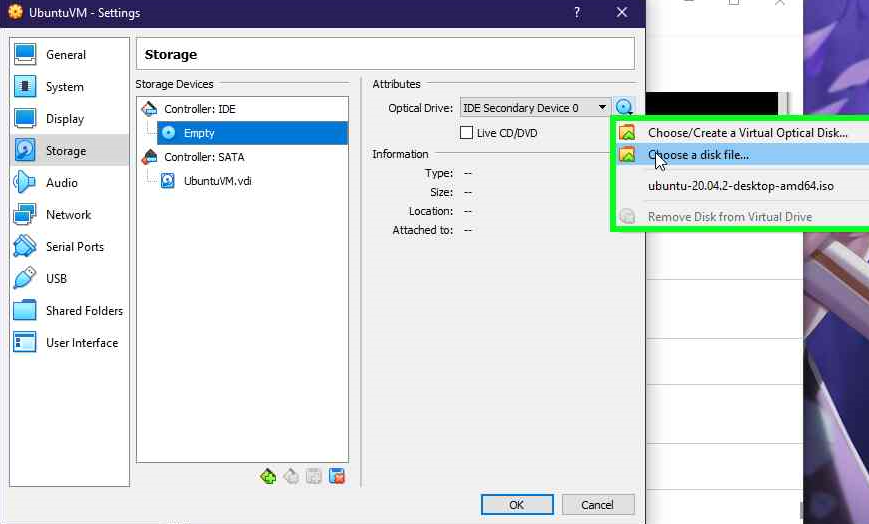 UbuntuVM - Settings
?
General
System
Display
Storage
Audio
Network
Serial Ports
USB
Shared Folders
User Interface
Storage
Storage Devices
Controller: IDE
Empty
Controller: SATA
UbuntuVM.vdi
Attributes
Optical Drive: IDE Secondary Device 0
Live CD/DVD
Information
Type: --
Size: --
Location: --
Attached to: --
Choose/Create a Virtual Optical Disk...
Choose a disk file...
ubuntu-20.04.2-desktop-amd64.iso
Remove Disk from Virtual Drive
OK
Cancel